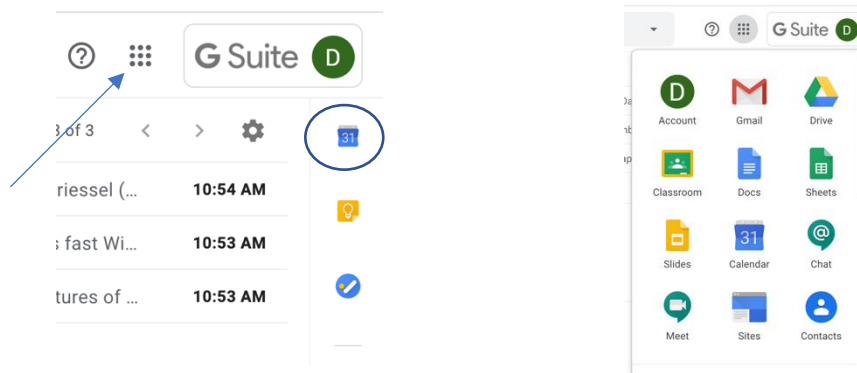 G Suite D
3 of 3
31
riessel (... 10:54 AM
s fast Wi... 10:53 AM
tures of ... 10:53 AM
G Suite D
D
Account Gmail Drive
Classroom Docs Sheets
31
Slides Calendar Chat
Meet Sites Contacts